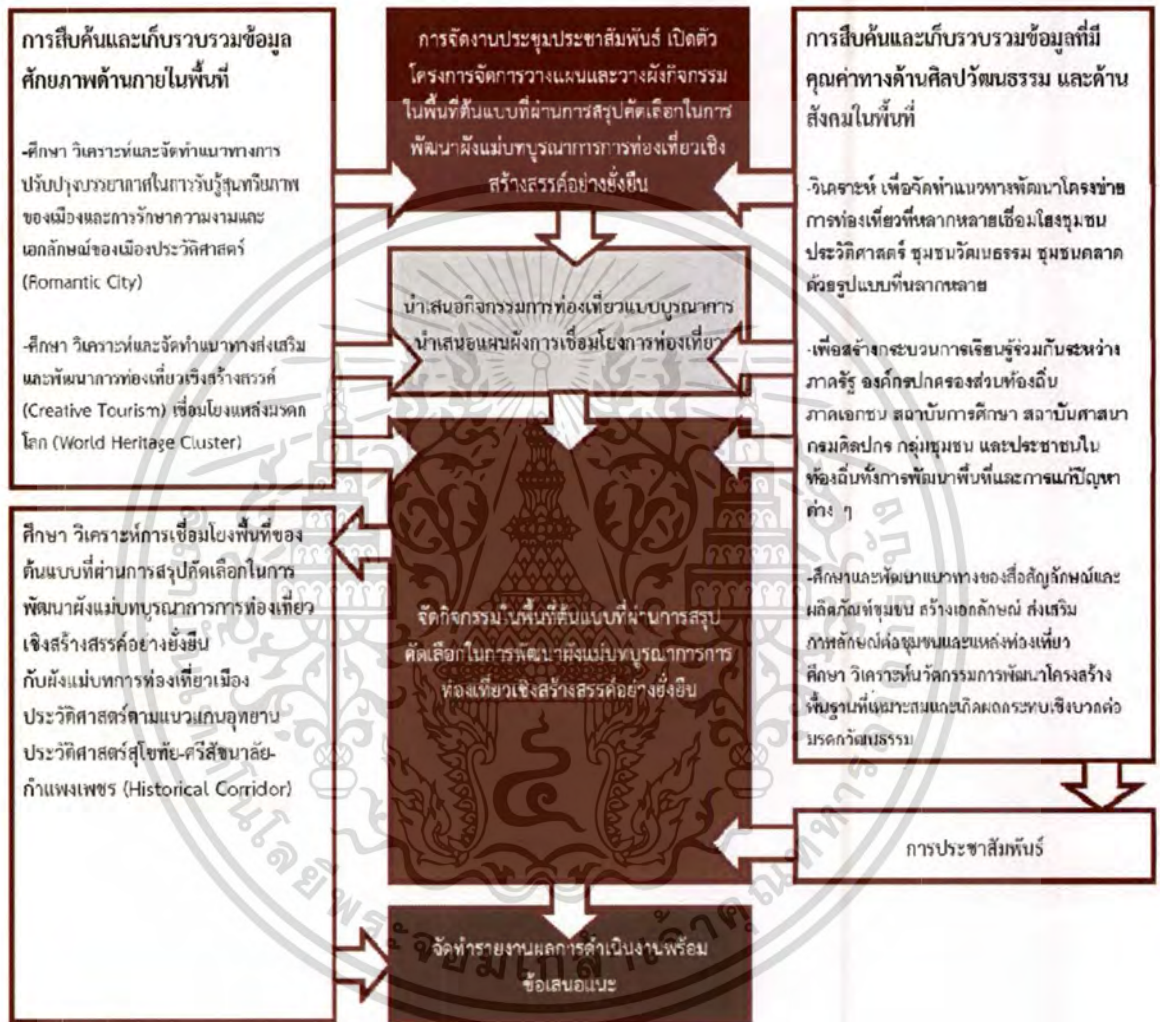 การสืบค้นและเก็บรวบรวมข้อมูล
ศักยภาพด้านกายในพื้นที่
-ศึกษา วิเคราะห์และจัดทำแนวทางการ
ปรับปรุงบรรยากาศในการรับรู้สุนทรียภาพ
ของเมืองและการรักษาความงามและ
เอกลักษณ์ของเมืองประวัติศาสตร์
(Romantic City)
-ศึกษา วิเคราะห์และจัดทำแนวทางส่งเสริม
และพัฒนาการท่องเที่ยวเชิงสร้างสรรค์
(Creative Tourism) เชื่อมโยงแหล่งมรดก
โลก (World Heritage Cluster)
ศึกษา วิเคราะห์การเชื่อมโยงพื้นที่ของ
ต้นแบบที่ผ่านการสรุปคัดเลือกในการ
พัฒนาผังแม่บทบูรณาการการท่องเที่ยว
เชิงสร้างสรรค์อย่างยั่งยืน
กับผังแม่บทการท่องเที่ยวเมือง
ประวัติศาสตร์ตามแนวแกนอุทยาน
ประวัติศาสตร์สุโขทัย-ศรีสัชนาลัย-
กำแพงเพชร (Historical Corridor)
การจัดงานประชุมประชาสัมพันธ์ เปิดตัว
โครงการจัดการวางแผนและวางผังกิจกรรม
ในพื้นที่ต้นแบบที่ผ่านการสรุปคัดเลือกในการ
พัฒนาผังแม่บทบูรณาการการท่องเที่ยวเชิง
สร้างสรรค์อย่างยั่งยืน
นำเสนอกิจกรรมการท่องเที่ยวแบบบูรณาการ
นำเสนอแผนผังการเชื่อมโยงการท่องเที่ยว
จัดกิจกรรมในพื้นที่ต้นแบบที่ผ่านการสรุป
คัดเลือกในการพัฒนาผังแม่บทบูรณาการการ
ท่องเที่ยวเชิงสร้างสรรค์อย่างยั่งยืน
จัดทำรายงานผลการดำเนินงานพร้อม
ข้อเสนอแนะ
การสืบค้นและเก็บรวบรวมข้อมูลที่มี
คุณค่าทางด้านศิลปวัฒนธรรม และด้าน
สังคมในพื้นที่
-วิเคราะห์ เพื่อจัดทำแนวทางพัฒนาโครงข่าย
การท่องเที่ยวที่หลากหลายเชื่อมโยงชุมชน
ประวัติศาสตร์ ชุมชนวัฒนธรรม ชุมชนตลาด
ด้วยรูปแบบที่หลากหลาย
-เพื่อสร้างกระบวนการเรียนรู้ร่วมกันระหว่าง
ภาครัฐ องค์กรปกครองส่วนท้องถิ่น
ภาคเอกชน สถาบันการศึกษา สถาบันศาสนา
กรมศิลปกร กลุ่มชุมชน และประชาชนใน
ท้องถิ่นทั้งการพัฒนาพื้นที่และการแก้ปัญหา
ต่าง ๆ
-ศึกษาและพัฒนาแนวทางของสื่อสัญลักษณ์และ
ผลิตภัณฑ์ชุมชน สร้างเอกลักษณ์ ส่งเสริม
ภาพลักษณ์ต่อชุมชนและแหล่งท่องเที่ยว
ศึกษา วิเคราะห์นวัตกรรมการพัฒนาโครงสร้าง
พื้นฐานที่เหมาะสมและเกิดผลกระทบเชิงบวกต่อ
มรดกวัฒนธรรม
การประชาสัมพันธ์